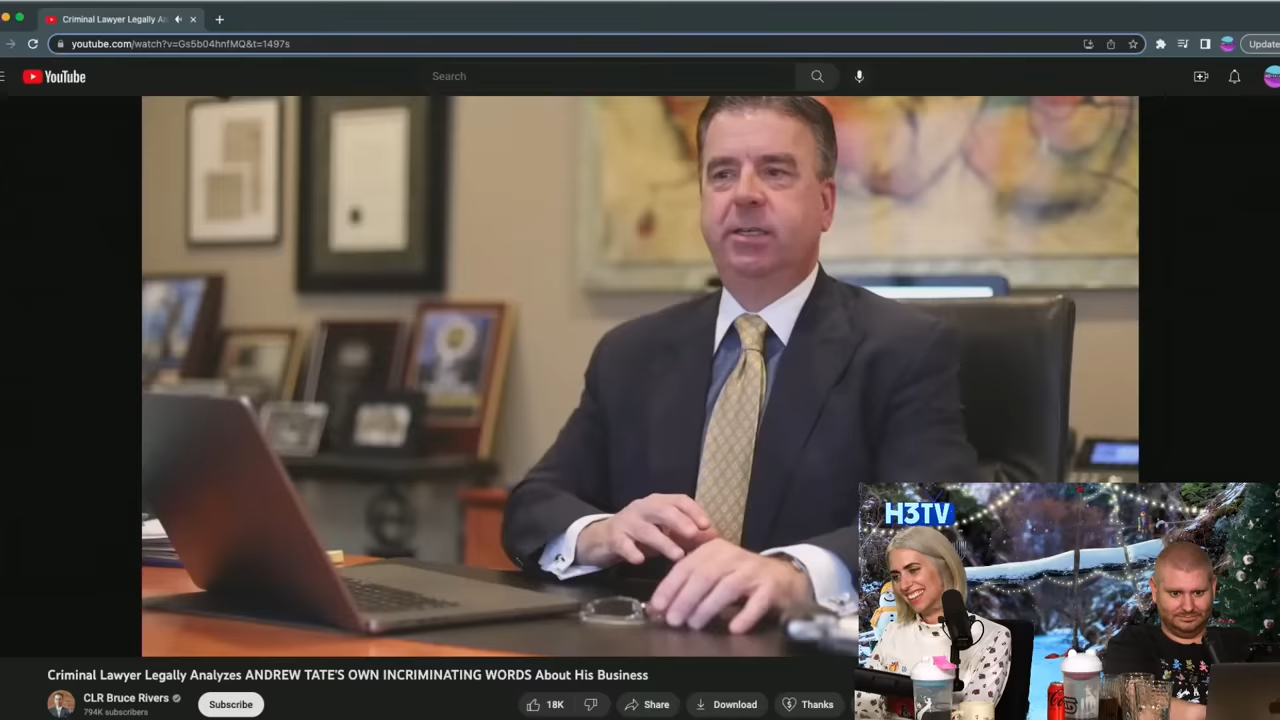 Criminal Lawyer Legally An
youtube.com/watch?v=Gs5b04hnfMQ&t=1497s
Update
YouTube
Search
H3TV
Criminal Lawyer Legally Analyzes ANDREW TATE'S OWN INCRIMINATING WORDS About His Business
CLR Bruce Rivers
794K subscribers
Subscribe
18K
Share
Download
Thanks